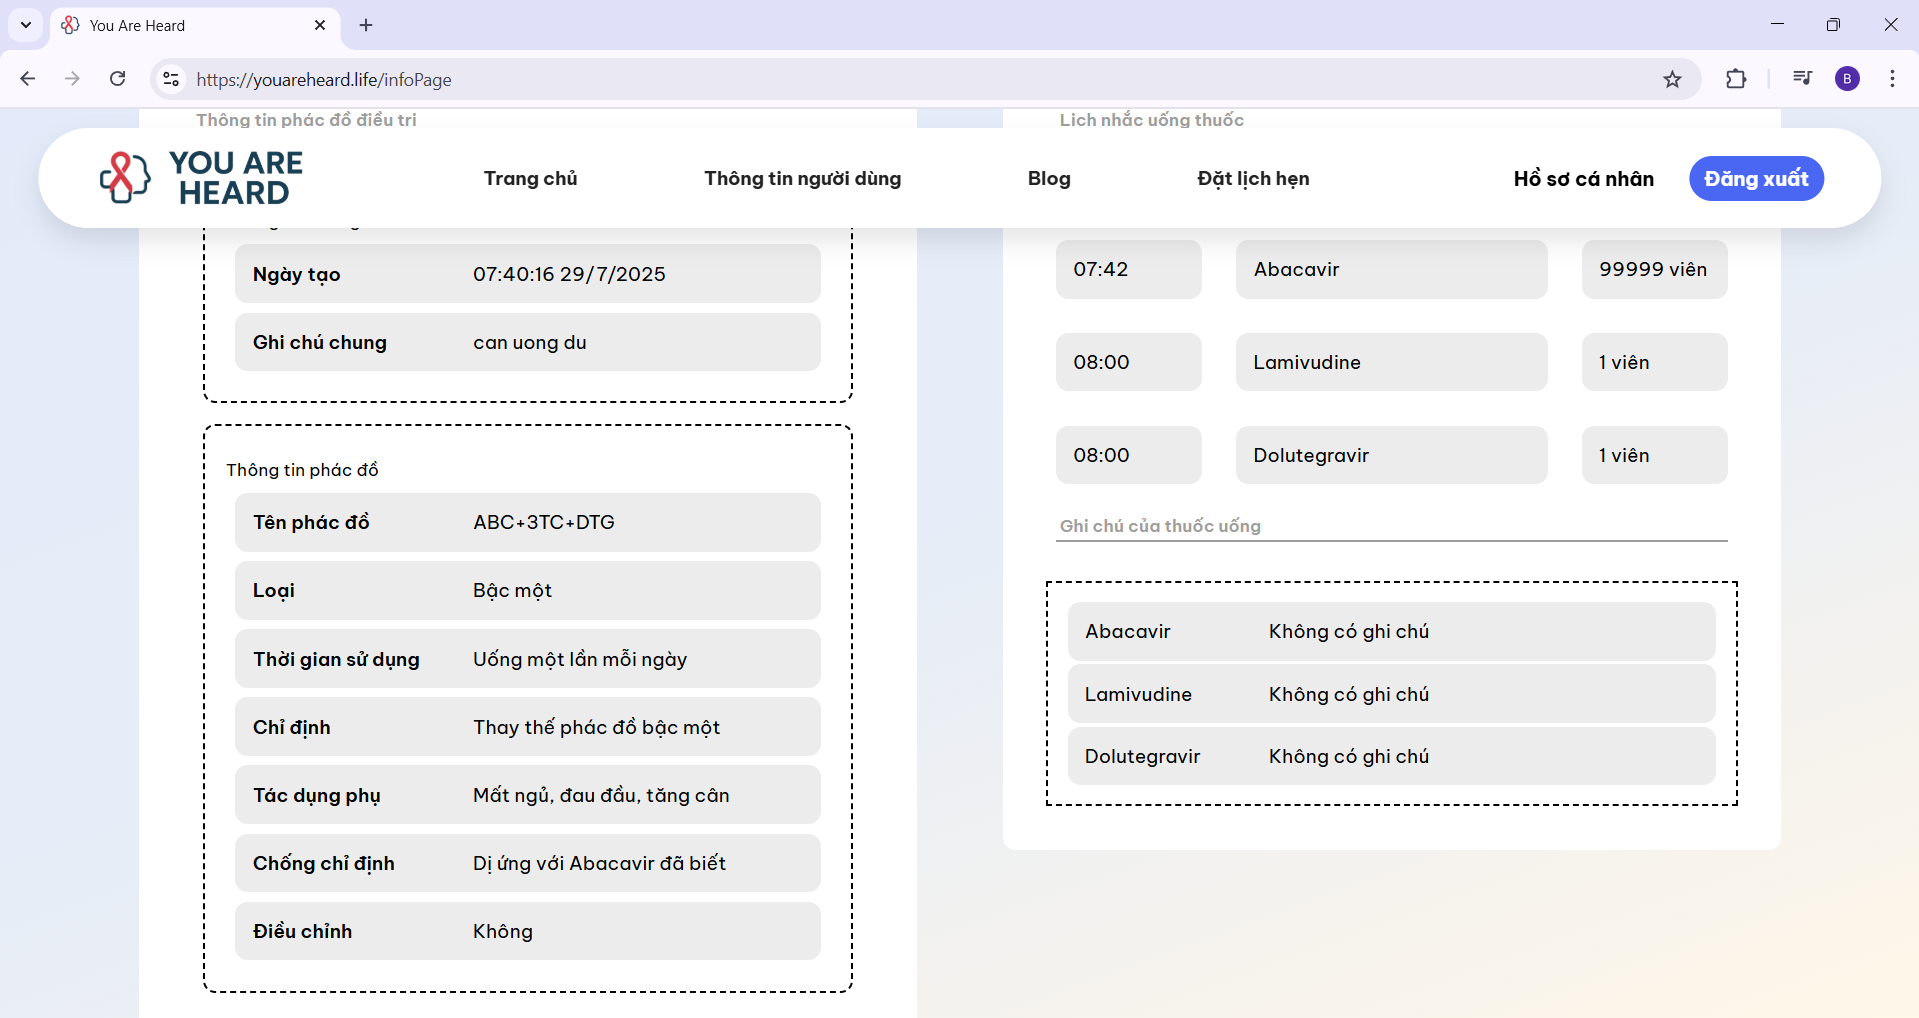 You Are Heard
https://youareheard.life/infoPage
B
Thông tin phác đồ điều trị
Lịch nhắc uống thuốc
YOU ARE
HEARD
Trang chủ
Thông tin người dùng
Blog
Đặt lịch hẹn
Hồ sơ cá nhân
Đăng xuất
Ngày tạo 07:40:16 29/7/2025
Ghi chú chung can uong du
Thông tin phác đồ
Tên phác đồ ABC+3TC+DTG
Loại Bậc một
Thời gian sử dụng Uống một lần mỗi ngày
Chỉ định Thay thế phác đồ bậc một
Tác dụng phụ Mất ngủ, đau đầu, tăng cân
Chống chỉ định Dị ứng với Abacavir đã biết
Điều chỉnh Không
07:42 Abacavir 99999 viên
08:00 Lamivudine 1 viên
08:00 Dolutegravir 1 viên
Ghi chú của thuốc uống
Abacavir Không có ghi chú
Lamivudine Không có ghi chú
Dolutegravir Không có ghi chú